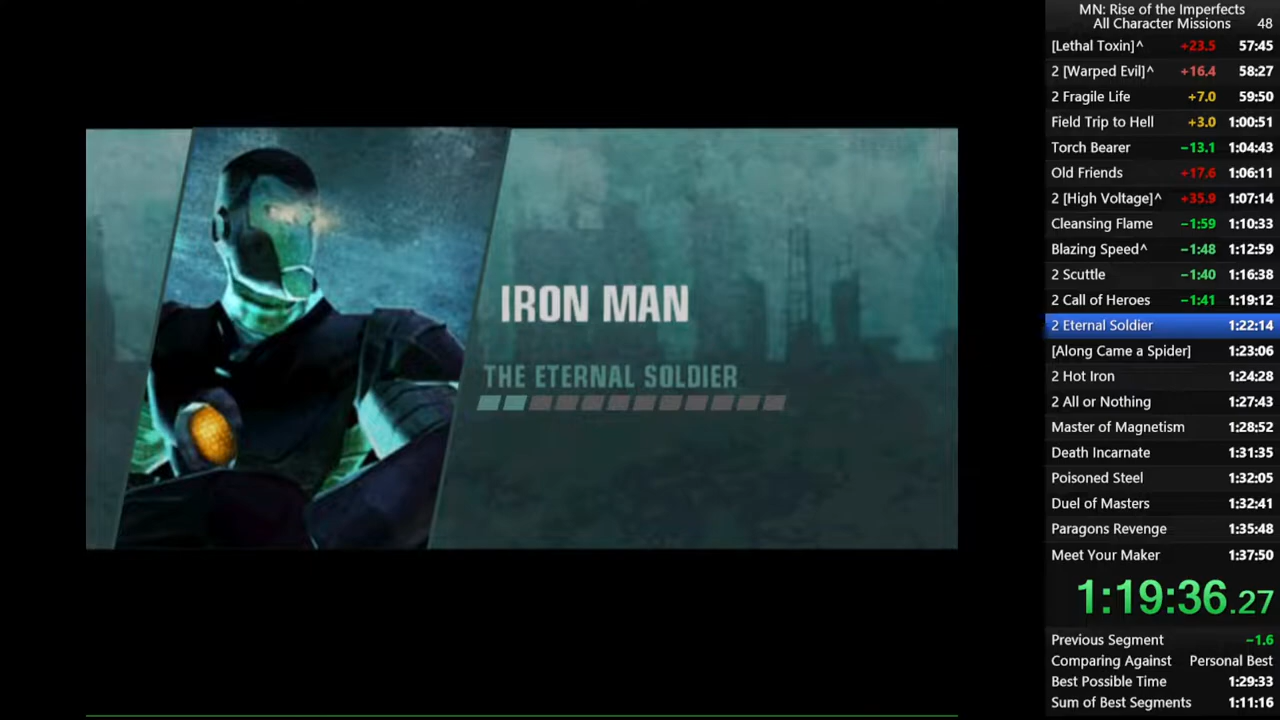 IRON MAN
THE ETERNAL SOLDIER
MN: Rise of the Imperfects
All Character Missions 48
[Lethal Toxin]^ +23.5 57:45
2 [Warped Evil]^ +16.4 58:27
2 Fragile Life +7.0 59:50
Field Trip to Hell +3.0 1:00:51
Torch Bearer −13.1 1:04:43
Old Friends +17.6 1:06:11
2 [High Voltage]^ +35.9 1:07:14
Cleansing Flame −1:59 1:10:33
Blazing Speed^ −1:48 1:12:59
2 Scuttle −1:40 1:16:38
2 Call of Heroes −1:41 1:19:12
2 Eternal Soldier 1:22:14
[Along Came a Spider] 1:23:06
2 Hot Iron 1:24:28
2 All or Nothing 1:27:43
Master of Magnetism 1:28:52
Death Incarnate 1:31:35
Poisoned Steel 1:32:05
Duel of Masters 1:32:41
Paragons Revenge 1:35:48
Meet Your Maker 1:37:50
1:19:36.27
Previous Segment −1.6
Comparing Against Personal Best
Best Possible Time 1:29:33
Sum of Best Segments 1:11:16